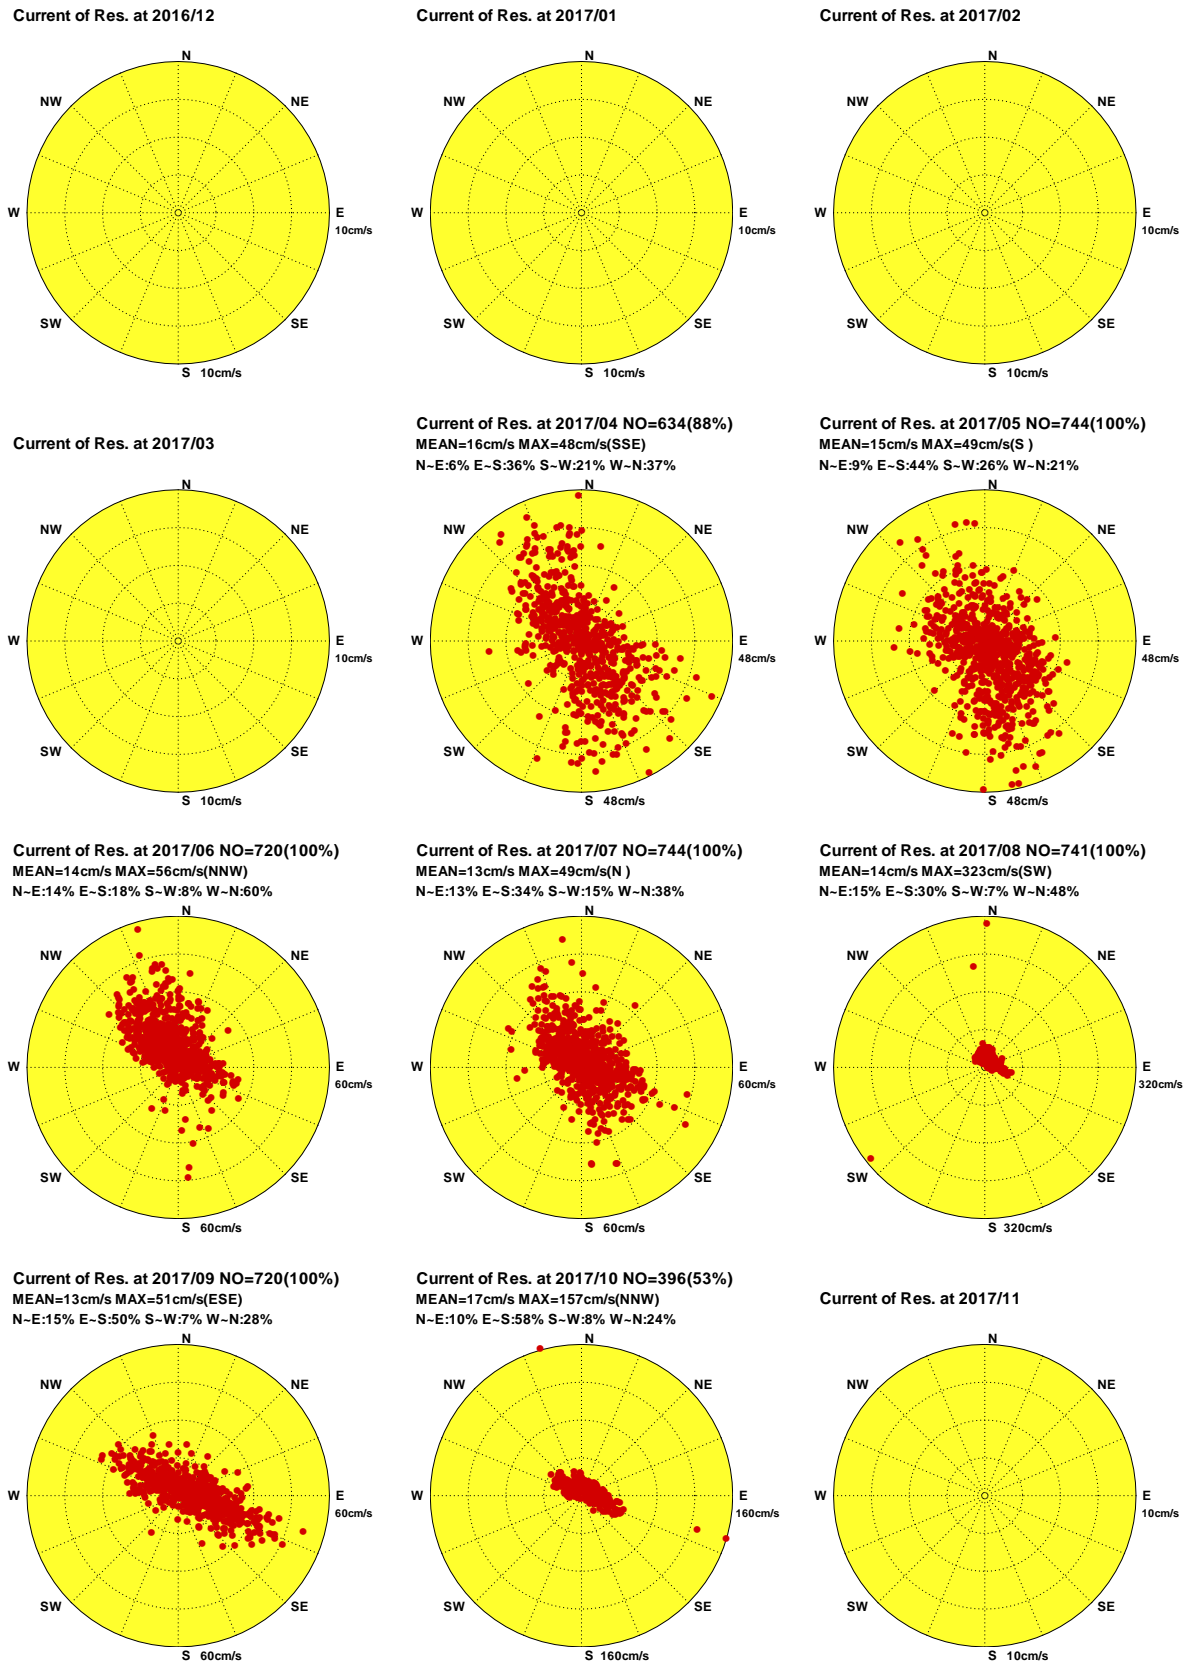 Current of Res. at 2016/12
N
NW NE
W E
10cm/s
SW SE
S 10cm/s
Current of Res. at 2017/01
N
NW NE
W E
10cm/s
SW SE
S 10cm/s
Current of Res. at 2017/02
N
NW NE
W E
10cm/s
SW SE
S 10cm/s
Current of Res. at 2017/03
N
NW NE
W E
10cm/s
SW SE
S 10cm/s
Current of Res. at 2017/04 NO=634(88%)
MEAN=16cm/s MAX=48cm/s(SSE)
N~E:6% E~S:36% S~W:21% W~N:37%
N
NW NE
W E
48cm/s
SW SE
S 48cm/s
Current of Res. at 2017/05 NO=744(100%)
MEAN=15cm/s MAX=49cm/s(S )
N~E:9% E~S:44% S~W:26% W~N:21%
N
NW NE
W E
48cm/s
SW SE
S 48cm/s
Current of Res. at 2017/06 NO=720(100%)
MEAN=14cm/s MAX=56cm/s(NNW)
N~E:14% E~S:18% S~W:8% W~N:60%
N
NW NE
W E
60cm/s
SW SE
S 60cm/s
Current of Res. at 2017/07 NO=744(100%)
MEAN=13cm/s MAX=49cm/s(N )
N~E:13% E~S:34% S~W:15% W~N:38%
N
NW NE
W E
60cm/s
SW SE
S 60cm/s
Current of Res. at 2017/08 NO=741(100%)
MEAN=14cm/s MAX=323cm/s(SW)
N~E:15% E~S:30% S~W:7% W~N:48%
N
NW NE
W E
320cm/s
SW SE
S 320cm/s
Current of Res. at 2017/09 NO=720(100%)
MEAN=13cm/s MAX=51cm/s(ESE)
N~E:15% E~S:50% S~W:7% W~N:28%
N
NW NE
W E
60cm/s
SW SE
S 60cm/s
Current of Res. at 2017/10 NO=396(53%)
MEAN=17cm/s MAX=157cm/s(NNW)
N~E:10% E~S:58% S~W:8% W~N:24%
N
NW NE
W E
160cm/s
SW SE
S 160cm/s
Current of Res. at 2017/11
N
NW NE
W E
10cm/s
SW SE
S 10cm/s